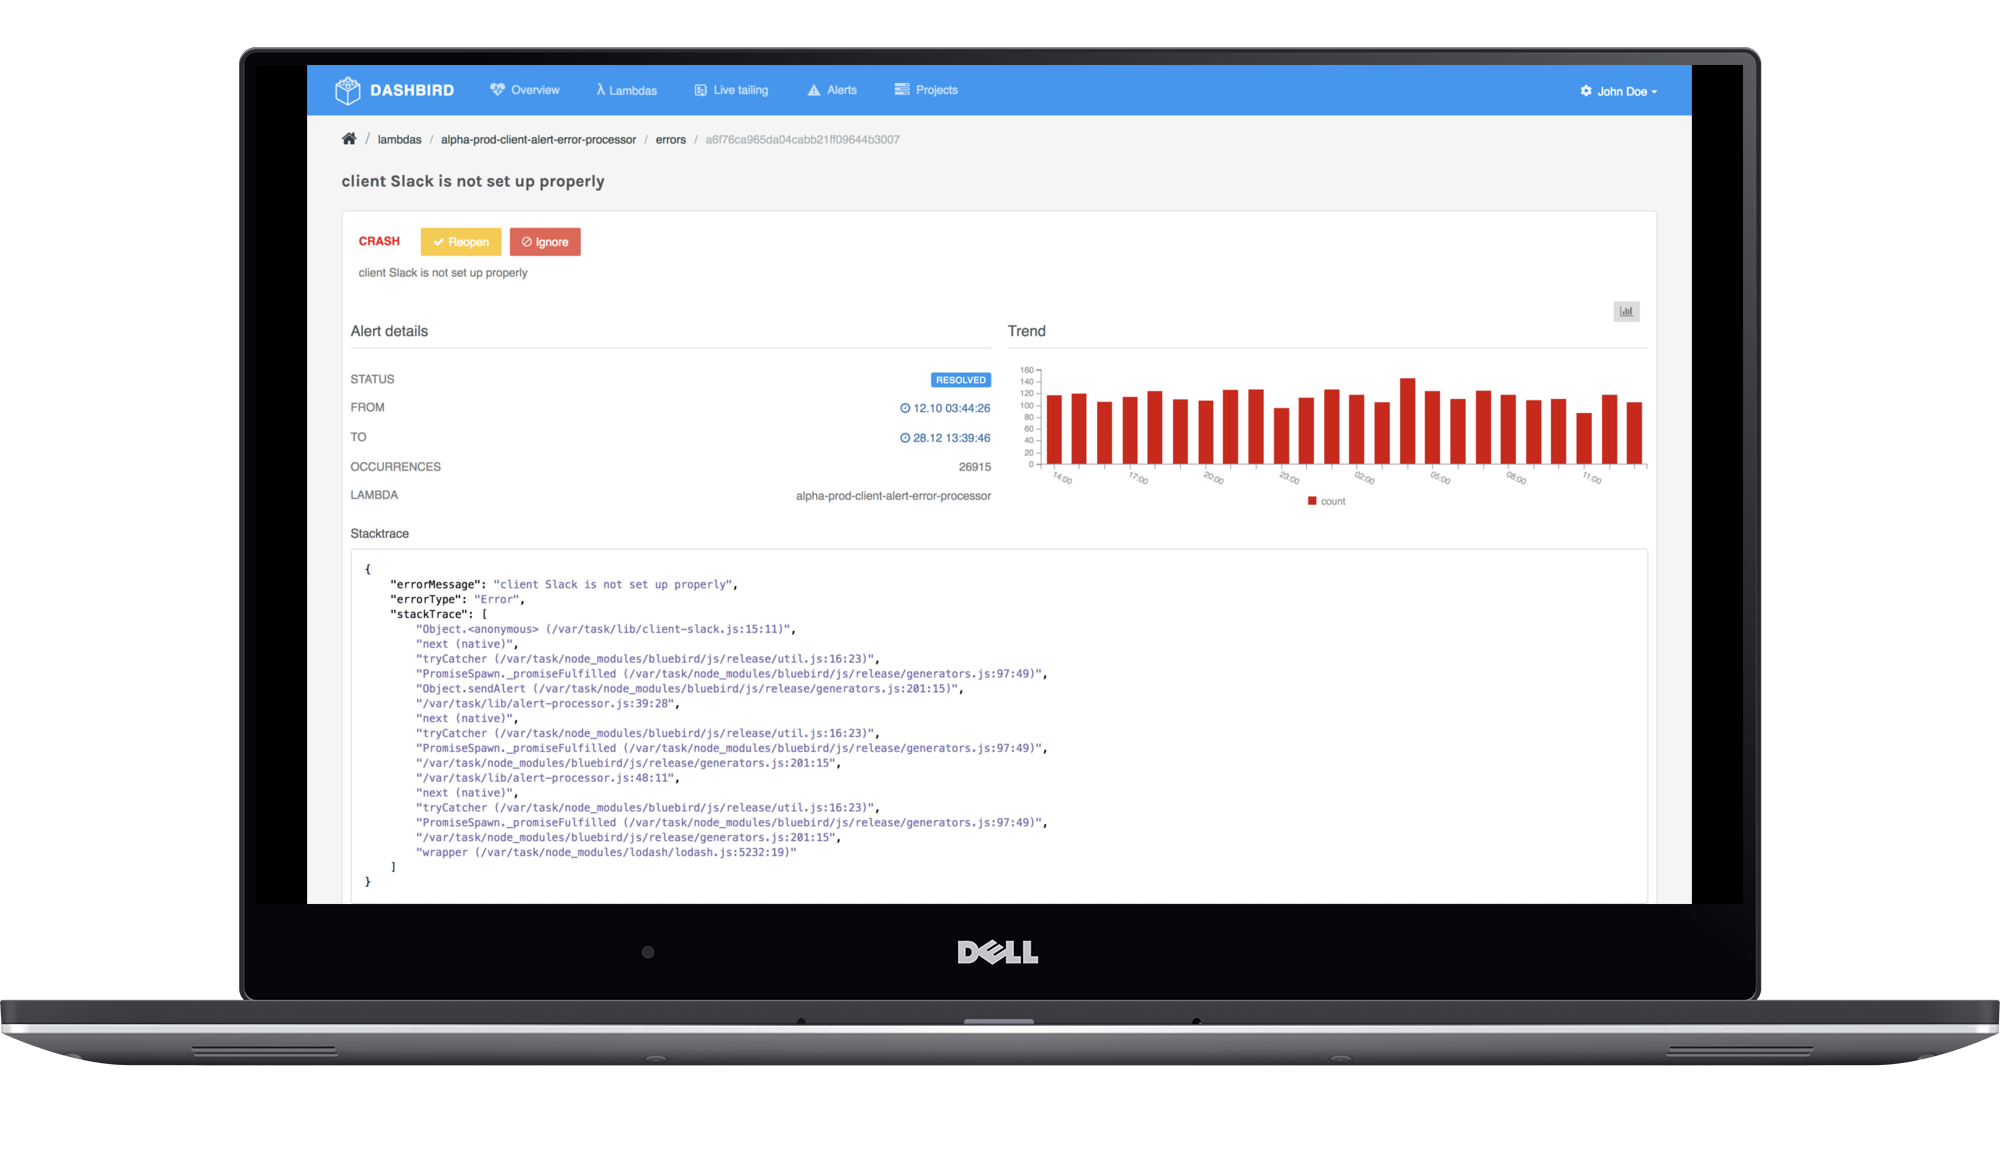 DASHBIRD Overview Lambdas Live tailing Alerts Projects John Doe
/ lambdas / alpha-prod-client-alert-error-processor / errors / a6f76ca965da04cabb21ff09644b3007
client Slack is not set up properly
CRASH Reopen Ignore
client Slack is not set up properly
Alert details
STATUS RESOLVED
FROM 12.10 03:44:26
TO 28.12 13:39:46
OCCURRENCES 26915
LAMBDA alpha-prod-client-alert-error-processor
Trend
160
140
120
100
80
60
40
20
0
14:00 17:00 20:00 23:00 02:00 05:00 08:00 11:00
count
Stacktrace
{
"errorMessage": "client Slack is not set up properly",
"errorType": "Error",
"stackTrace": [
"Object.<anonymous> (/var/task/lib/client-slack.js:15:11)",
"next (native)",
"tryCatcher (/var/task/node_modules/bluebird/js/release/util.js:16:23)",
"PromiseSpawn._promiseFulfilled (/var/task/node_modules/bluebird/js/release/generators.js:97:49)",
"Object.sendAlert (/var/task/node_modules/bluebird/js/release/generators.js:201:15)",
"/var/task/lib/alert-processor.js:39:28",
"next (native)",
"tryCatcher (/var/task/node_modules/bluebird/js/release/util.js:16:23)",
"PromiseSpawn._promiseFulfilled (/var/task/node_modules/bluebird/js/release/generators.js:97:49)",
"/var/task/node_modules/bluebird/js/release/generators.js:201:15",
"/var/task/lib/alert-processor.js:48:11",
"next (native)",
"tryCatcher (/var/task/node_modules/bluebird/js/release/util.js:16:23)",
"PromiseSpawn._promiseFulfilled (/var/task/node_modules/bluebird/js/release/generators.js:97:49)",
"/var/task/node_modules/bluebird/js/release/generators.js:201:15",
"wrapper (/var/task/node_modules/lodash/lodash.js:5232:19)"
]
}
DELL